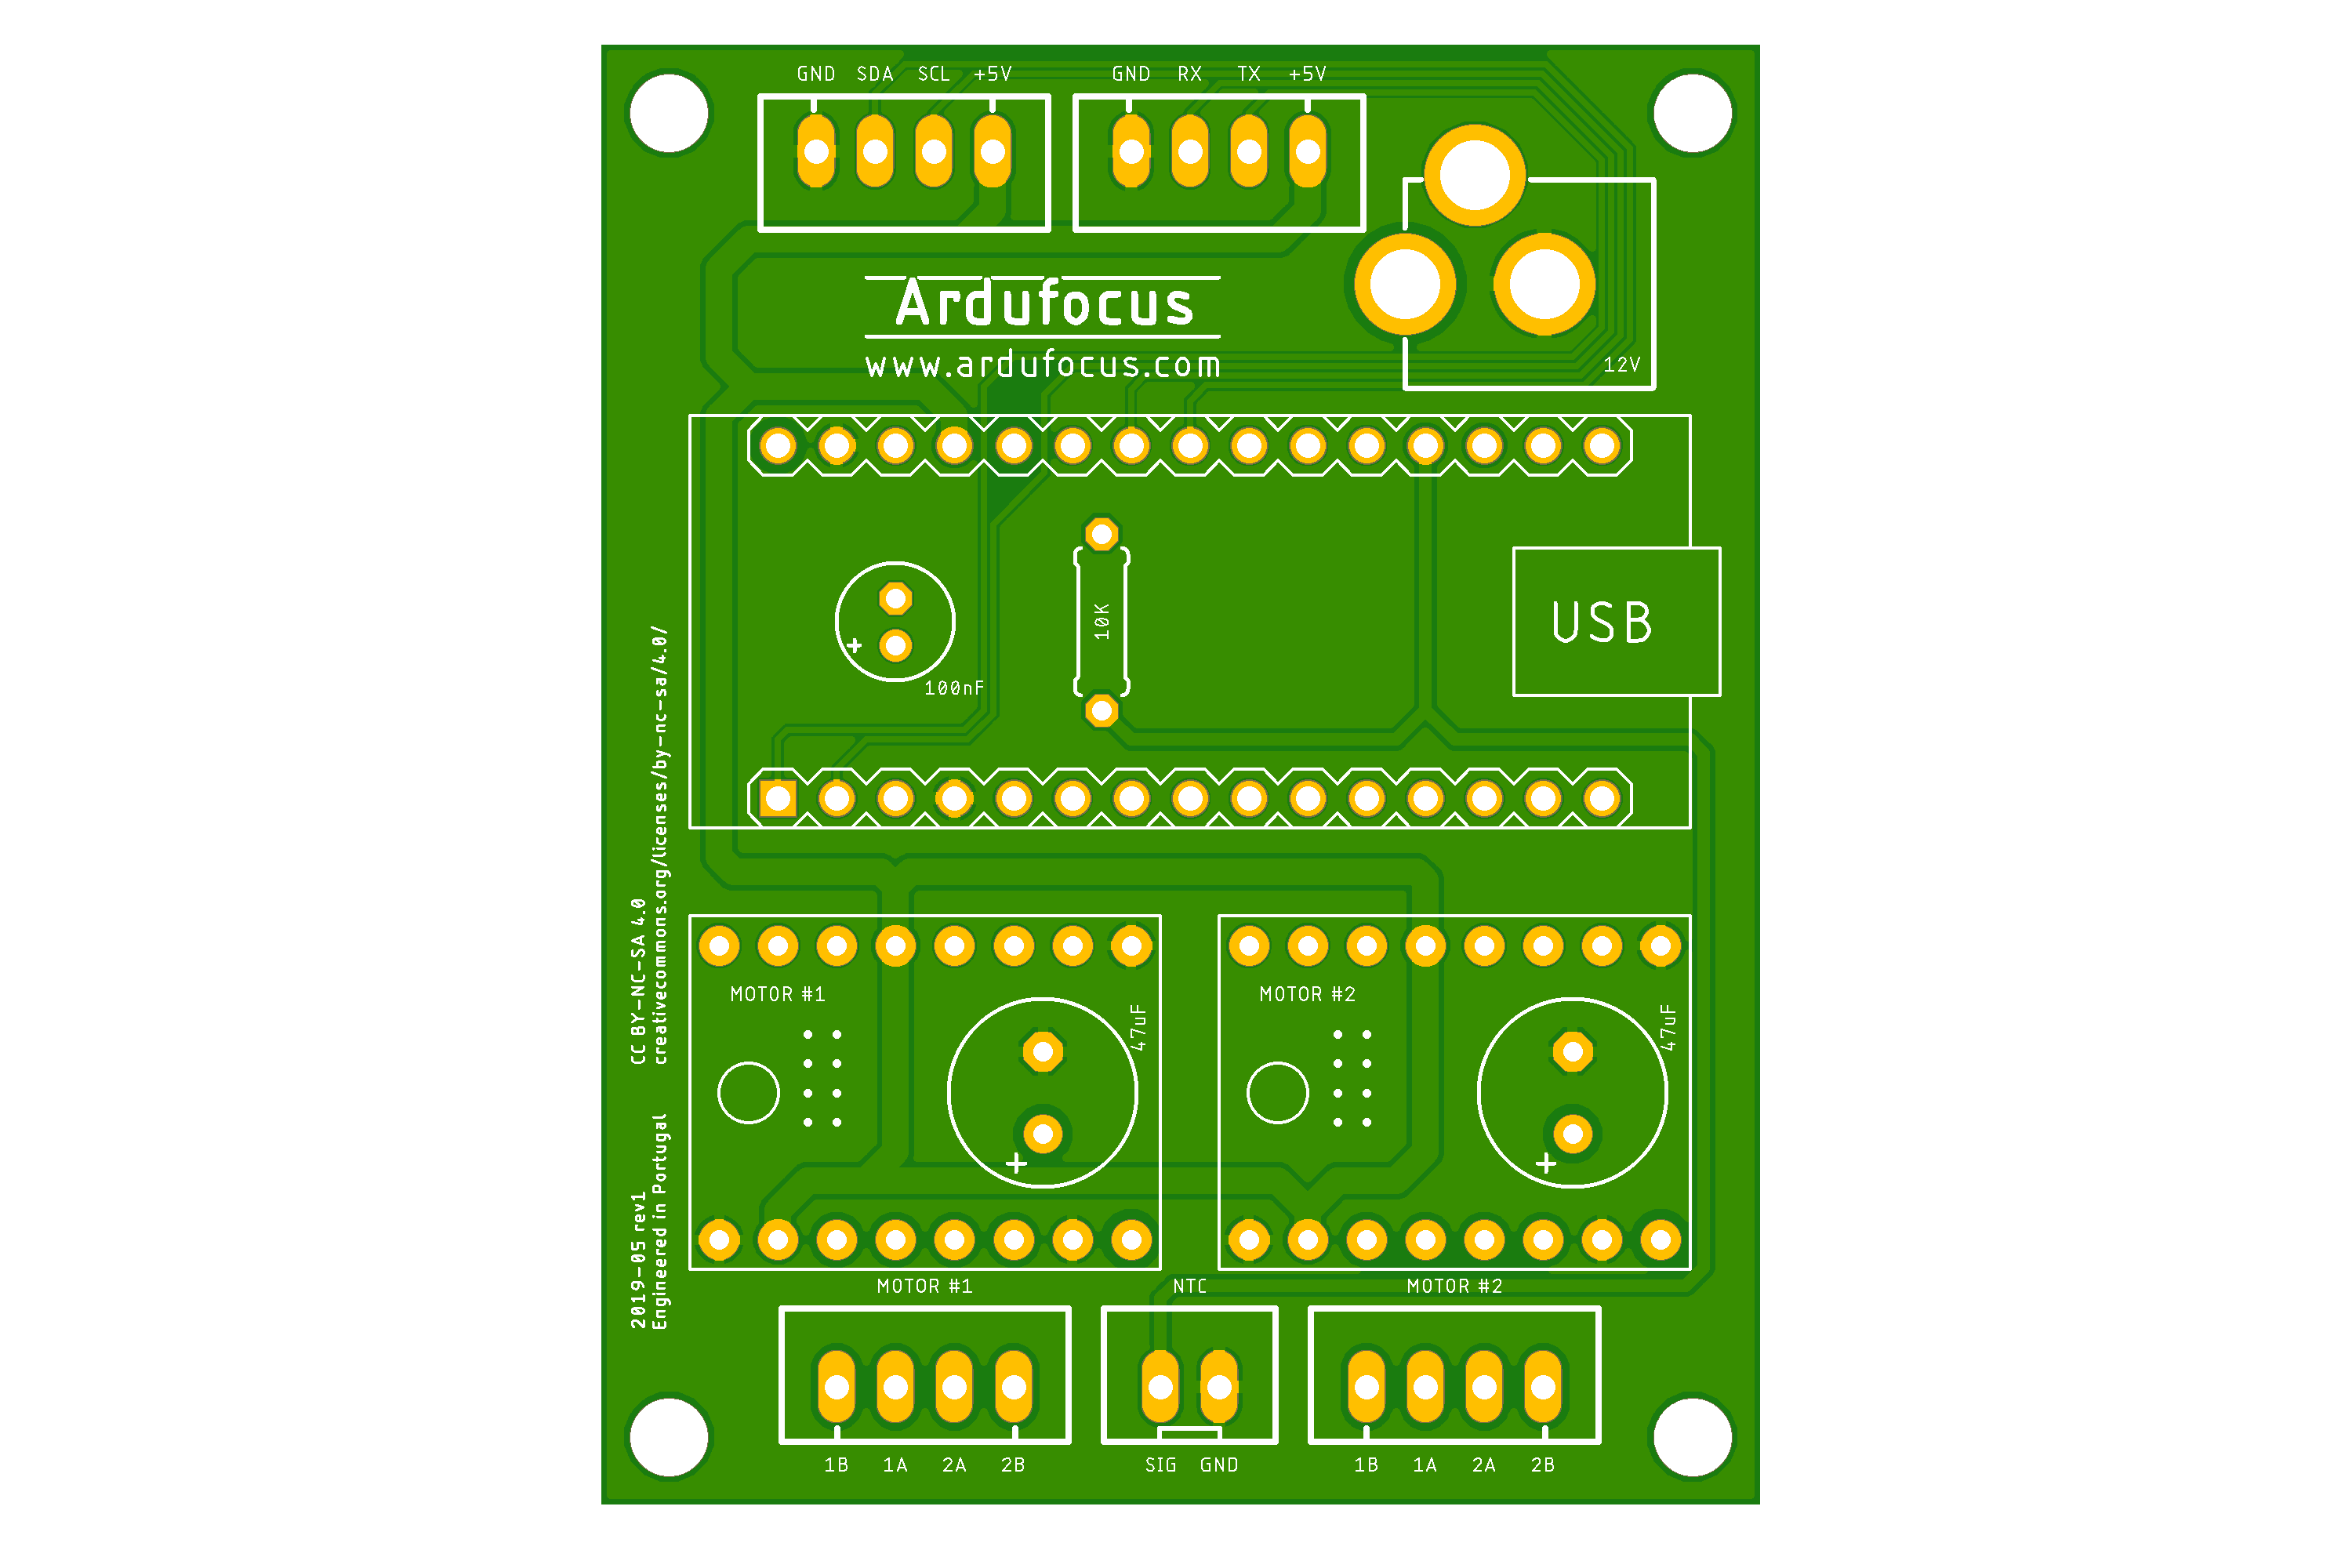 GND SDA SCL +5V
GND RX TX +5V
Ardufocus
www.ardufocus.com
12V
USB
10K
+
100nF
CC BY-NC-SA 4.0
creativecommons.org/licenses/by-nc-sa/4.0/
2019-05 rev1
Engineered in Portugal
MOTOR #1
47uF
+
MOTOR #2
47uF
+
MOTOR #1
NTC
MOTOR #2
1B 1A 2A 2B
SIG GND
1B 1A 2A 2B